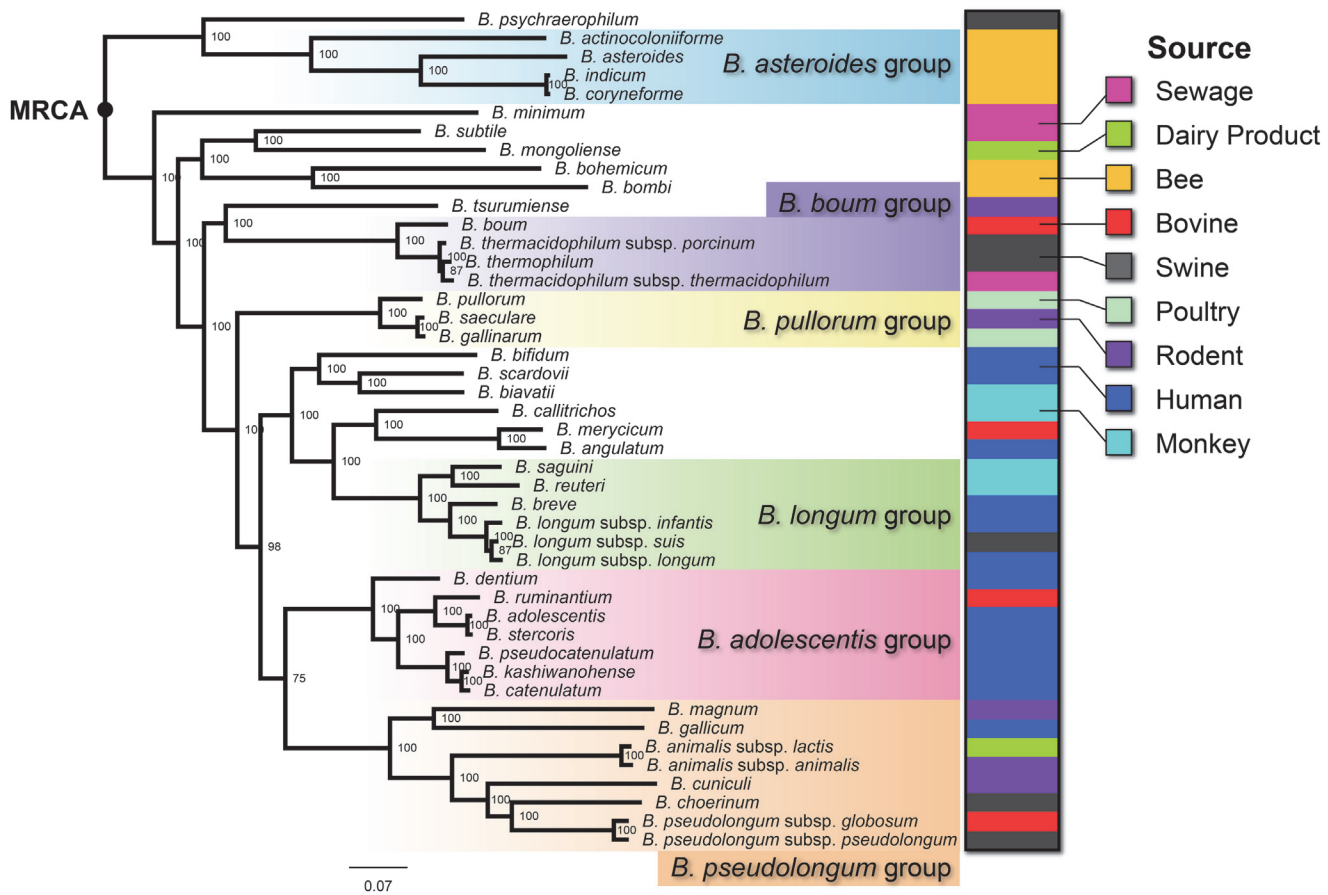 B. psychraerophilum
100
B. actinocoloniiforme
100
B. asteroides
100
B. indicum
100
B. coryneforme
B. asteroides group
MRCA
B. minimum
100
B. subtile
100
B. mongoliense
100
B. bohemicum
100
B. bombi
100
B. boum group
B. tsurumiense
100
B. boum
100
B. thermacidophilum subsp. porcinum
100
B. thermophilum
87
B. thermacidophilum subsp. thermacidophilum
100
B. pullorum
100
B. saeculare
100
B. gallinarum
B. pullorum group
100
B. bifidum
100
B. scardovii
100
B. biavatii
100
B. callitrichos
100
B. merycicum
100
B. angulatum
100
B. saguini
100
B. reuteri
100
B. breve
100
B. longum subsp. infantis
100
B. longum subsp. suis
87
B. longum subsp. longum
B. longum group
98
B. dentium
100
B. ruminantium
100
B. adolescentis
100
B. stercoris
100
B. pseudocatenulatum
100
B. kashiwanohense
100
B. catenulatum
B. adolescentis group
75
B. magnum
100
B. gallicum
100
B. animalis subsp. lactis
100
B. animalis subsp. animalis
100
B. cuniculi
100
B. choerinum
100
B. pseudolongum subsp. globosum
100
B. pseudolongum subsp. pseudolongum
B. pseudolongum group
0.07
Source
Sewage
Dairy Product
Bee
Bovine
Swine
Poultry
Rodent
Human
Monkey